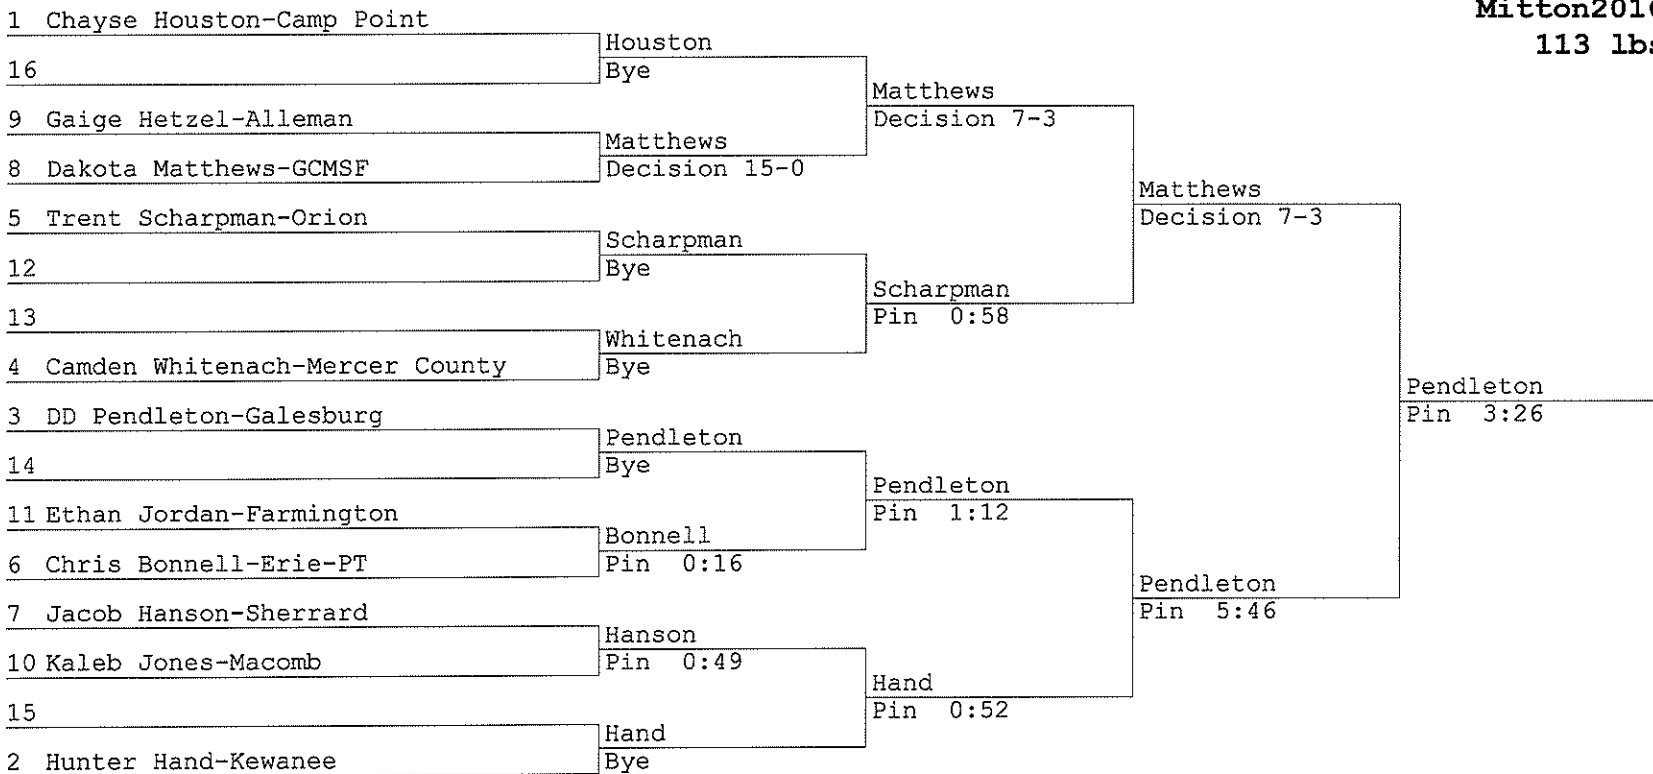 Mitton2016
113 lbs
1 Chayse Houston-Camp Point
16
9 Gaige Hetzel-Alleman
8 Dakota Matthews-GCMSF
5 Trent Scharpman-Orion
12
13
4 Camden Whitenach-Mercer County
3 DD Pendleton-Galesburg
14
11 Ethan Jordan-Farmington
6 Chris Bonnell-Erie-PT
7 Jacob Hanson-Sherrard
10 Kaleb Jones-Macomb
15
2 Hunter Hand-Kewanee
Houston
Bye
Matthews
Decision 15-0
Scharpman
Bye
Whitenach
Bye
Pendleton
Bye
Bonnell
Pin 0:16
Hanson
Pin 0:49
Hand
Bye
Matthews
Decision 7-3
Scharpman
Pin 0:58
Pendleton
Pin 1:12
Hand
Pin 0:52
Matthews
Decision 7-3
Pendleton
Pin 5:46
Pendleton
Pin 3:26